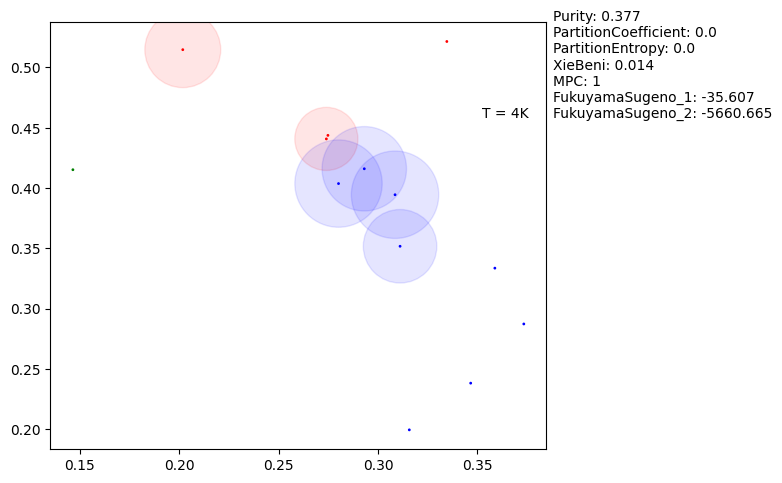 Purity: 0.377
PartitionCoefficient: 0.0
PartitionEntropy: 0.0
XieBeni: 0.014
MPC: 1
FukuyamaSugeno_1: -35.607
FukuyamaSugeno_2: -5660.665
T = 4K
0.50
0.45
0.40
0.35
0.30
0.25
0.20
0.15 0.20 0.25 0.30 0.35